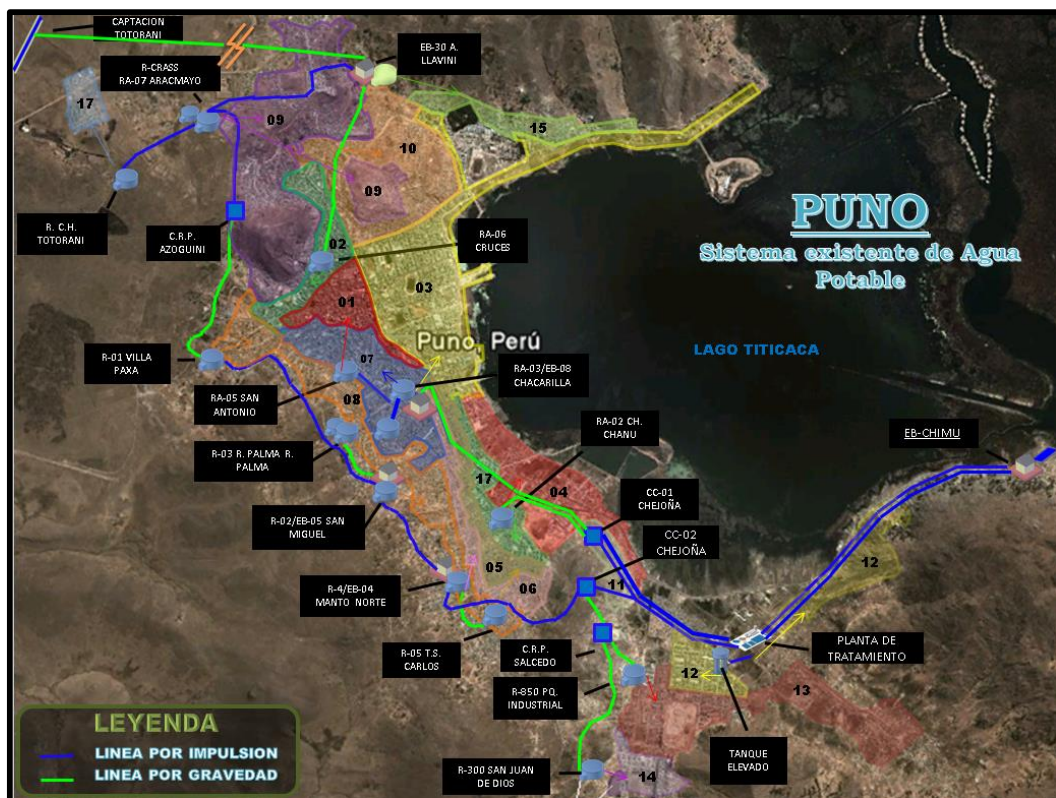 CAPTACION
TOTORANI
EB-30 A.
LLAVINI
R-CRASS
RA-07 ARACMAYO
17
09
10
15
09
R. C.H.
TOTORANI
C.R.P.
AZOGUINI
02
RA-06
CRUCES
PUNO
Sistema existente de Agua
Potable
01
03
Puno, Perú
LAGO TITICACA
R-01 VILLA
PAXA
07
RA-03/EB-08
CHACARILLA
RA-05 SAN
ANTONIO
08
RA-02 CH.
CHANU
EB-CHIMU
R-03 R. PALMA R.
PALMA
17
04
CC-01
CHEJOÑA
R-02/EB-05 SAN
MIGUEL
CC-02
CHEJOÑA
05
06
11
12
R-4/EB-04
MANTO NORTE
R-05 T.S.
CARLOS
C.R.P.
SALCEDO
PLANTA DE
TRATAMIENTO
R-850 PQ.
INDUSTRIAL
12
13
TANQUE
ELEVADO
R-300 SAN JUAN
DE DIOS
14
LEYENDA
LINEA POR IMPULSION
LINEA POR GRAVEDAD